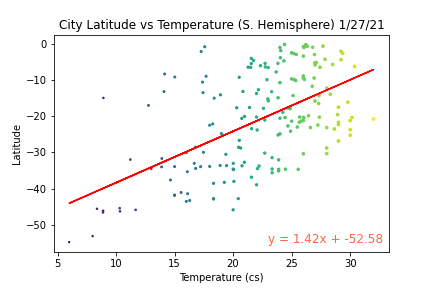 City Latitude vs Temperature (S. Hemisphere) 1/27/21
0
−10
−20
−30
−40
−50
Latitude
y = 1.42x + -52.58
5 10 15 20 25 30
Temperature (cs)